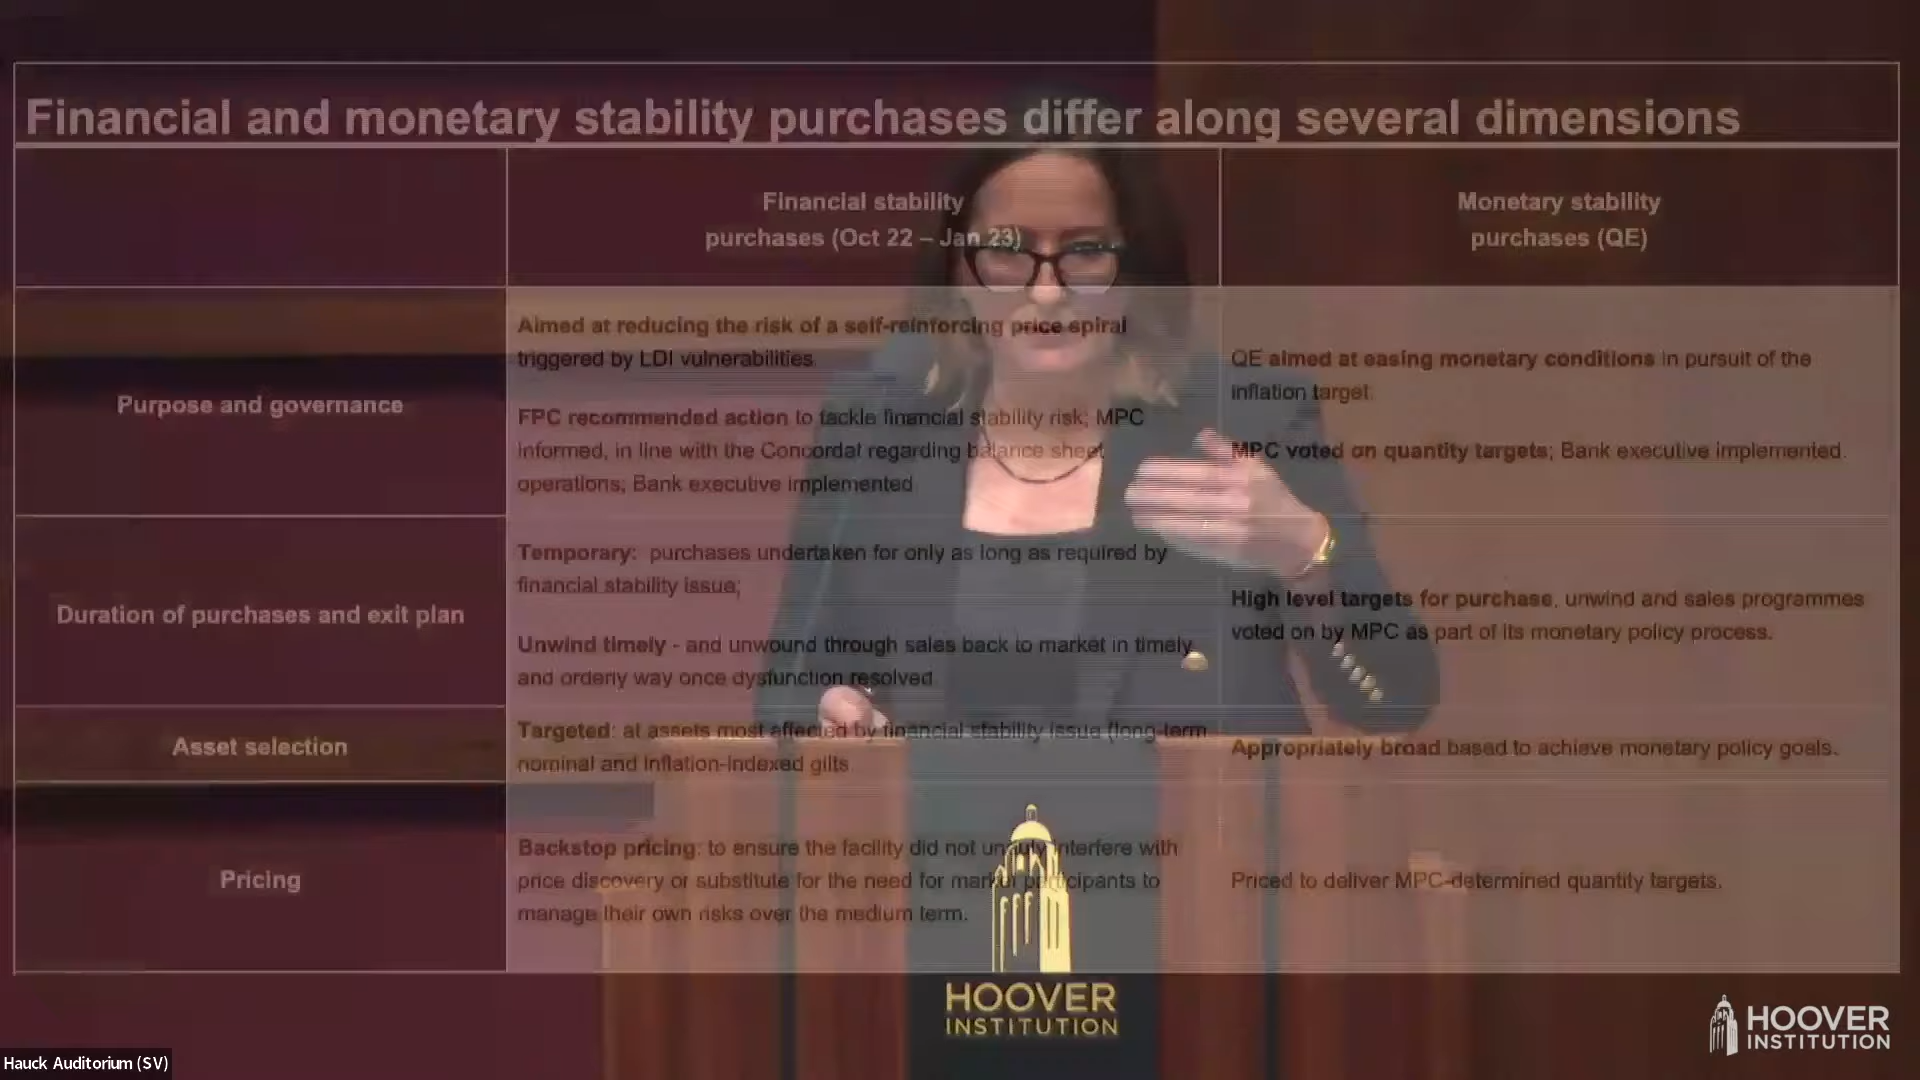 Financial and monetary stability purchases differ along several dimensions
Financial stability
purchases (Oct 22 – Jan 23)
Monetary stability
purchases (QE)
Purpose and governance
Aimed at reducing the risk of a self-reinforcing price spiral
triggered by LDI vulnerabilities.
FPC recommended action to tackle financial stability risk; MPC
informed, in line with the Concordat regarding balance sheet
operations; Bank executive implemented
QE aimed at easing monetary conditions in pursuit of the
inflation target.
MPC voted on quantity targets; Bank executive implemented.
Duration of purchases and exit plan
Temporary: purchases undertaken for only as long as required by
financial stability issue;
Unwind timely - and unwound through sales back to market in timely
and orderly way once dysfunction resolved
High level targets for purchase, unwind and sales programmes
voted on by MPC as part of its monetary policy process.
Asset selection
Targeted: at assets most affected by financial stability issue (long-term
nominal and inflation-indexed gilts
Appropriately broad based to achieve monetary policy goals.
Pricing
Backstop pricing: to ensure the facility did not unduly interfere with
price discovery or substitute for the need for market participants to
manage their own risks over the medium term.
Priced to deliver MPC-determined quantity targets.
HOOVER
INSTITUTION
HOOVER
INSTITUTION
Hauck Auditorium (SV)